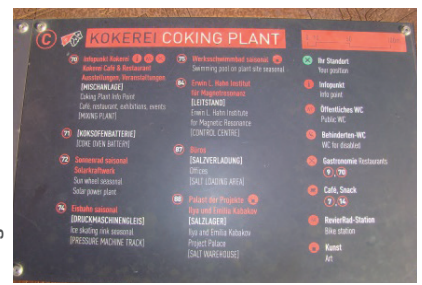 C KOKEREI COKING PLANT
70 Infopunkt Kokerei
Kokerei Café & Restaurant
Ausstellungen, Veranstaltungen
[MISCHANLAGE]
Coking Plant Info Point
Café, restaurant, exhibitions, events
[MIXING PLANT]
71 [KOKSOFENBATTERIE]
[COKE OVEN BATTERY]
72 Sonnenrad saisonal
Solarkraftwerk
Sun wheel seasonal
Solar power plant
74 Eisbahn saisonal
[DRUCKMASCHINENGLEIS]
Ice skating rink seasonal
[PRESSURE MACHINE TRACK]
75 Werksschwimmbad saisonal
Swimming pool on plant site seasonal
84 Erwin L. Hahn Institut
für Magnetresonanz
[LEITSTAND]
Erwin L. Hahn Institute
for Magnetic Resonance
[CONTROL CENTRE]
87 Büros
[SALZVERLADUNG]
Offices
[SALT LOADING AREA]
88 Palast der Projekte
Ilya und Emilia Kabakov
[SALZLAGER]
Ilya and Emilia Kabakov
Project Palace
[SALT WAREHOUSE]
Ihr Standort
Your position
Infopunkt
Info point
Öffentliches WC
Public WC
Behinderten-WC
WC for disabled
Gastronomie Restaurants
9, 70
Café, Snack
7, 14
RevierRad-Station
Bike station
Kunst
Art